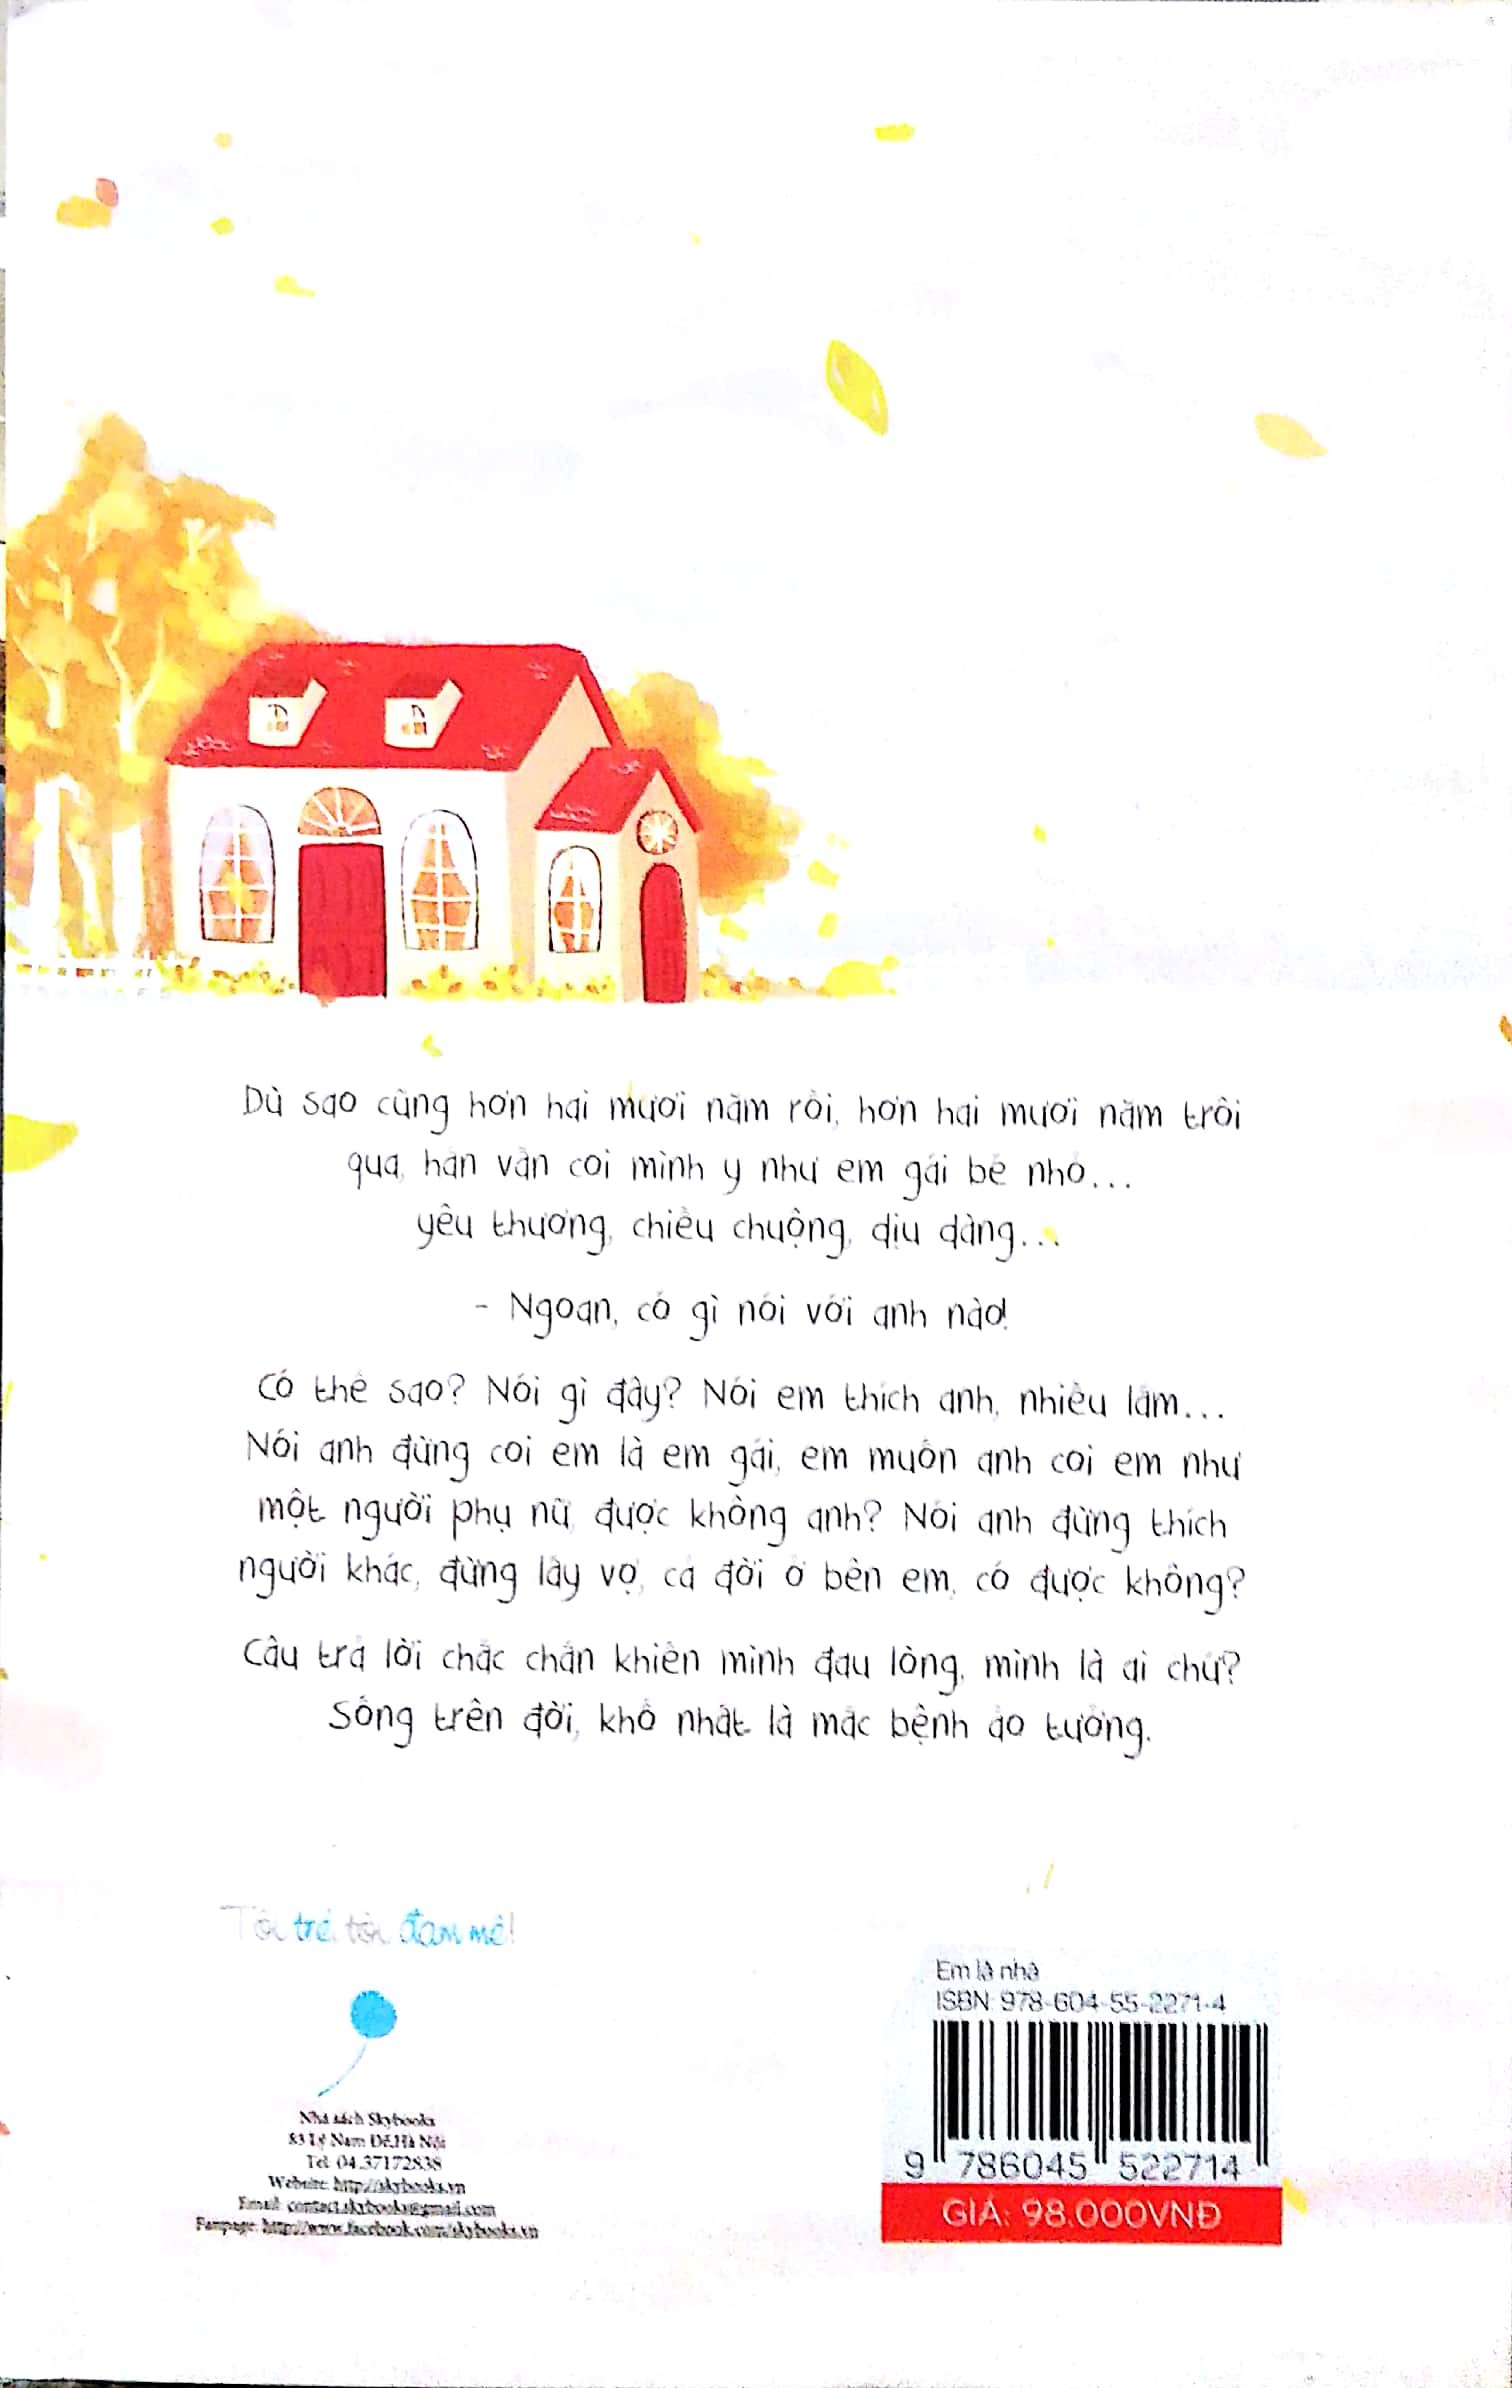 Dù sao cũng hơn hai mươi năm rồi, hơn hai mươi năm trôi
qua, hắn vẫn coi mình y như em gái bé nhỏ...
yêu thương, chiều chuộng, dịu dàng...
- Ngoan, có gì nói với anh nào!
Có thể sao? Nói gì đây? Nói em thích anh, nhiều lắm...
Nói anh đừng coi em là em gái, em muốn anh coi em như
một người phụ nữ, được không anh? Nói anh đừng thích
người khác, đừng lấy vợ, cả đời ở bên em, có được không?
Câu trả lời chắc chắn khiến mình đau lòng, mình là ai chứ?
Sống trên đời, khổ nhất là mắc bệnh ảo tưởng.
Tôi trẻ, tôi đam mê!
Em là nhà
ISBN: 978-604-55-2271-4
9 786045 522714
GIÁ: 98.000VNĐ
Nhà sách Skybooks
83 Lý Nam Đế, Hà Nội
Tel: 04.37172838
Website: http://skybooks.vn
Email: contact.skybooks@gmail.com
Fanpage: http://www.facebook.com/skybooks.vn